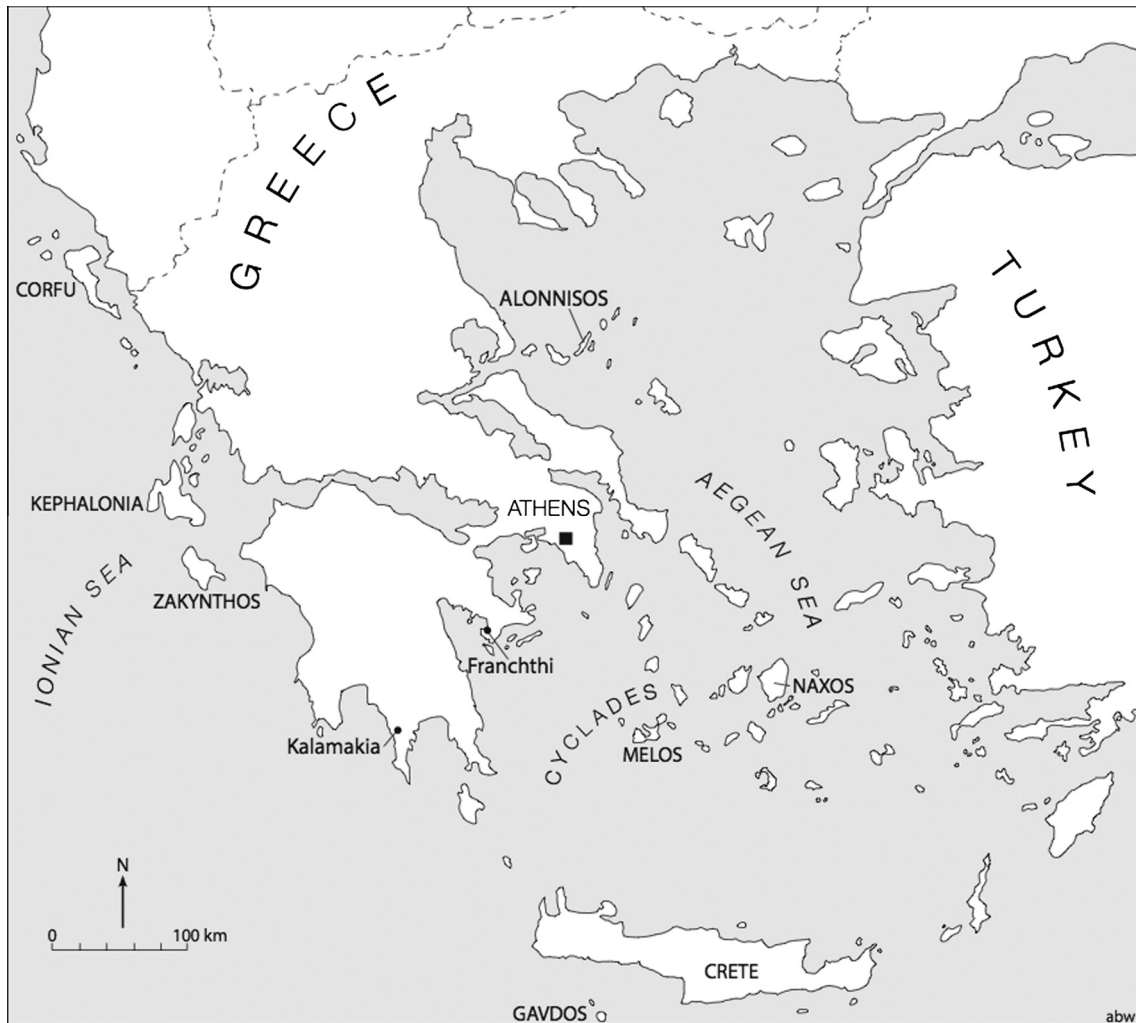 GREECE
TURKEY
CORFU
ALONNISOS
KEPHALONIA
ATHENS
AEGEAN SEA
IONIAN SEA
ZAKYNTHOS
Franchthi
NAXOS
CYCLADES
Kalamakia
MELOS
N
0 100 km
CRETE
GAVDOS
abw